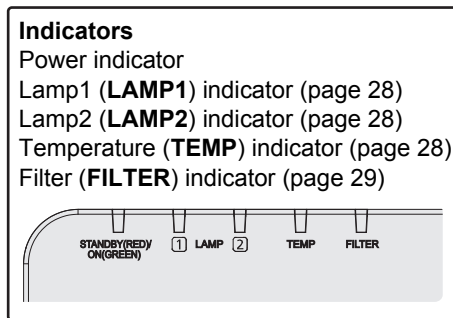 Indicators
Power indicator
Lamp1 (LAMP1) indicator (page 28)
Lamp2 (LAMP2) indicator (page 28)
Temperature (TEMP) indicator (page 28)
Filter (FILTER) indicator (page 29)
STANDBY(RED)/
ON(GREEN)
1 LAMP 2
TEMP
FILTER